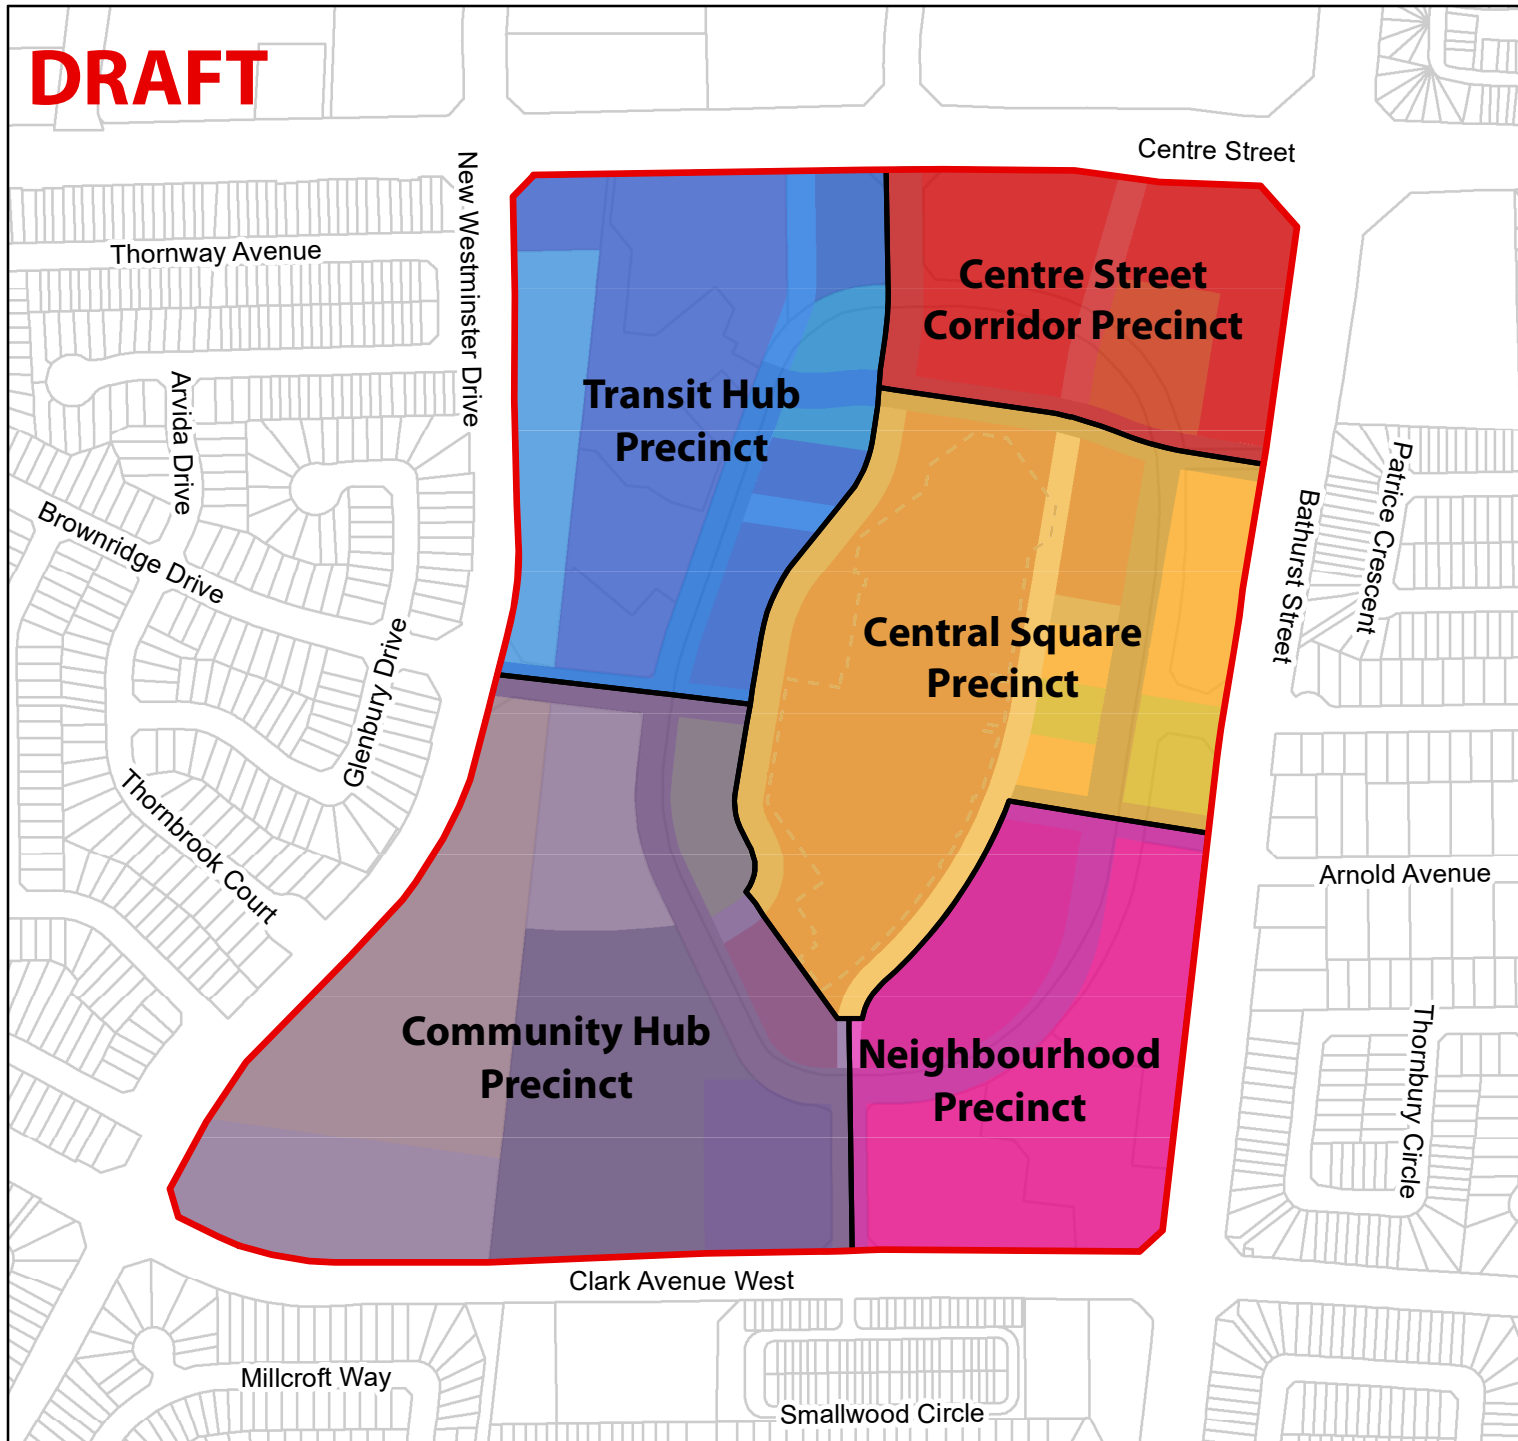 DRAFT
Centre Street
New Westminster Drive
Thornway Avenue
Centre Street
Corridor Precinct
Transit Hub
Precinct
Arvida Drive
Patrice Crescent
Bathurst Street
Brownridge Drive
Glenbury Drive
Central Square
Precinct
Thornbrook Court
Arnold Avenue
Community Hub
Precinct
Neighbourhood
Precinct
Thornbury Circle
Clark Avenue West
Millcroft Way
Smallwood Circle